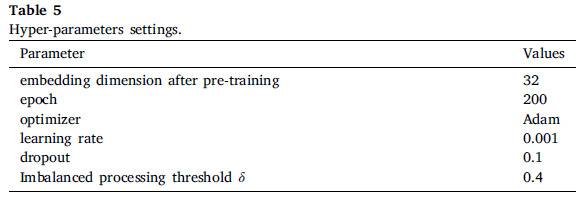 Table 5
Hyper-parameters settings.
Parameter Values
embedding dimension after pre-training 32
epoch 200
optimizer Adam
learning rate 0.001
dropout 0.1
Imbalanced processing threshold δ 0.4